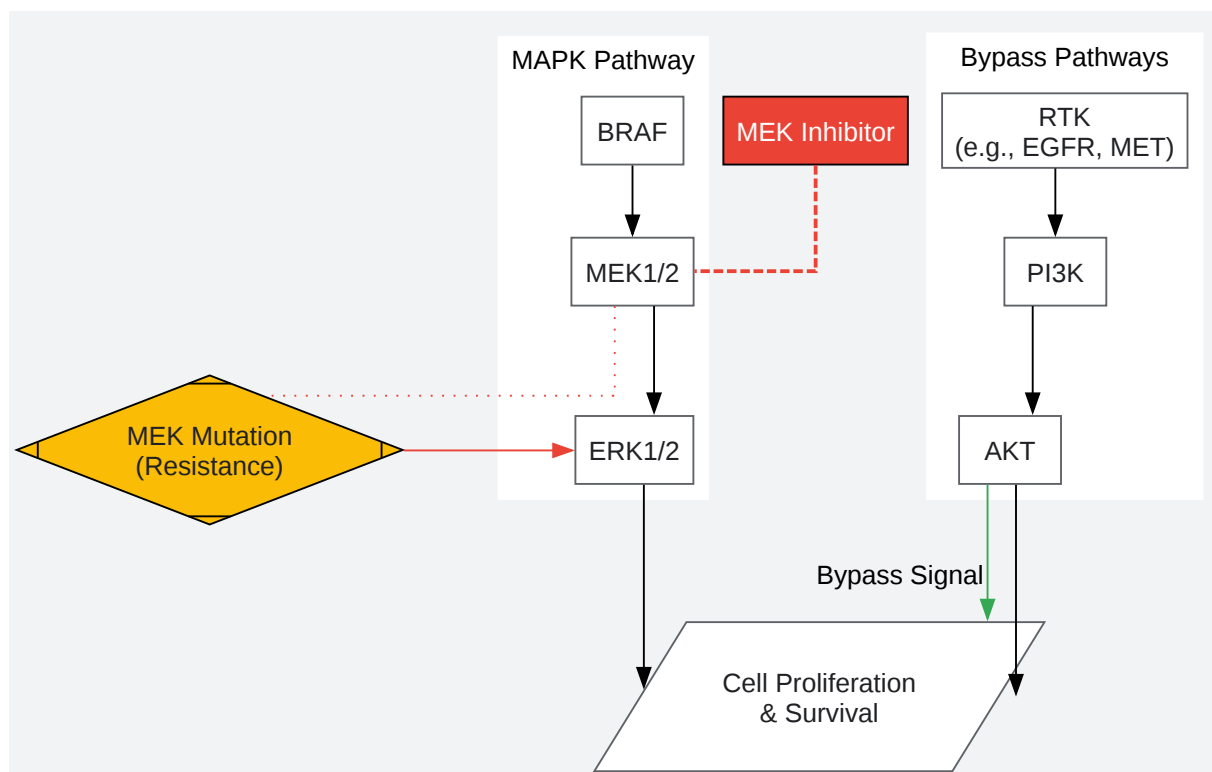 MAPK Pathway
BRAF
MEK Inhibitor
MEK1/2
ERK1/2
MEK Mutation
(Resistance)
Bypass Pathways
RTK
(e.g., EGFR, MET)
PI3K
AKT
Bypass Signal
Cell Proliferation
& Survival